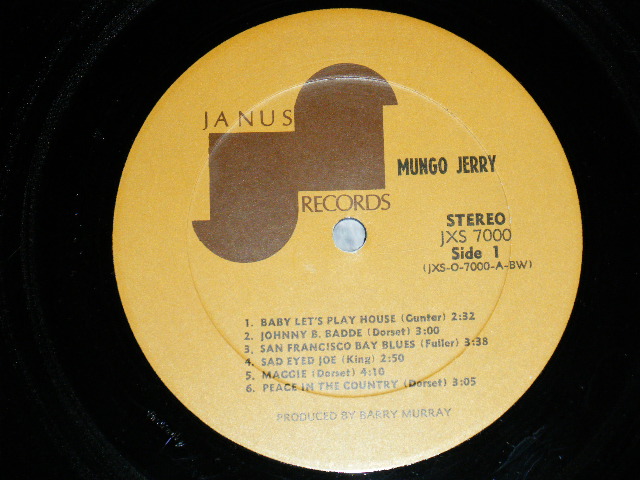 JANUS
RECORDS
MUNGO JERRY
STEREO
JXS 7000
Side 1
(JXS-O-7000-A-BW)
1. BABY LET'S PLAY HOUSE (Gunter) 2:32
2. JOHNNY B. BADDE (Dorset) 3:00
3. SAN FRANCISCO BAY BLUES (Fuller) 3:38
4. SAD EYED JOE (King) 2:50
5. MAGGIE (Dorset) 4:10
6. PEACE IN THE COUNTRY (Dorset) 3:05
PRODUCED BY BARRY MURRAY